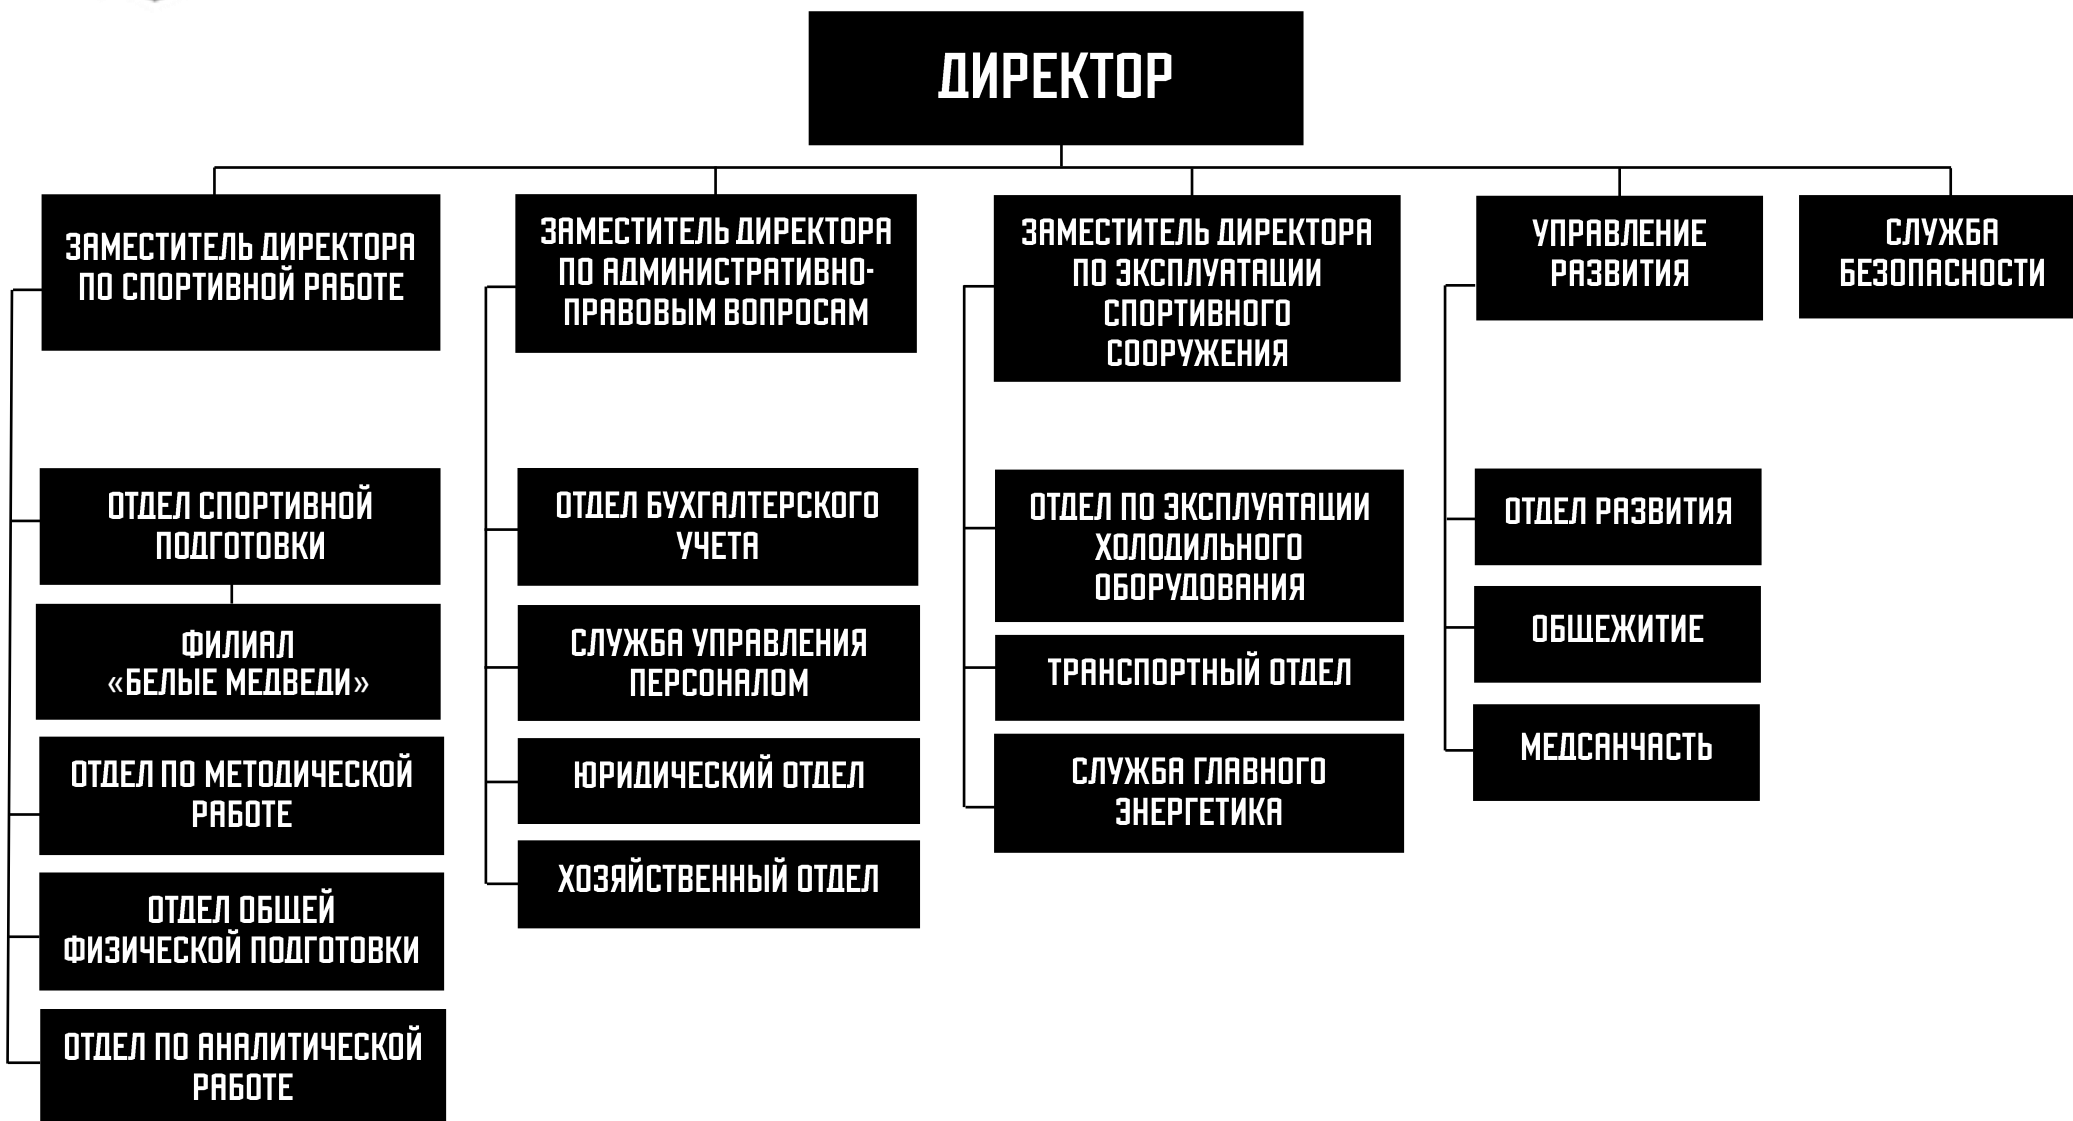 ДИРЕКТОР
ЗАМЕСТИТЕЛЬ ДИРЕКТОРА
ПО СПОРТИВНОЙ РАБОТЕ
ЗАМЕСТИТЕЛЬ ДИРЕКТОРА
ПО АДМИНИСТРАТИВНО-
ПРАВОВЫМ ВОПРОСАМ
ЗАМЕСТИТЕЛЬ ДИРЕКТОРА
ПО ЭКСПЛУАТАЦИИ
СПОРТИВНОГО
СООРУЖЕНИЯ
УПРАВЛЕНИЕ
РАЗВИТИЯ
СЛУЖБА
БЕЗОПАСНОСТИ
ОТДЕЛ СПОРТИВНОЙ
ПОДГОТОВКИ
ФИЛИАЛ
«БЕЛЫЕ МЕДВЕДИ»
ОТДЕЛ ПО МЕТОДИЧЕСКОЙ
РАБОТЕ
ОТДЕЛ ОБЩЕЙ
ФИЗИЧЕСКОЙ ПОДГОТОВКИ
ОТДЕЛ ПО АНАЛИТИЧЕСКОЙ
РАБОТЕ
ОТДЕЛ БУХГАЛТЕРСКОГО
УЧЕТА
СЛУЖБА УПРАВЛЕНИЯ
ПЕРСОНАЛОМ
ЮРИДИЧЕСКИЙ ОТДЕЛ
ХОЗЯЙСТВЕННЫЙ ОТДЕЛ
ОТДЕЛ ПО ЭКСПЛУАТАЦИИ
ХОЛОДИЛЬНОГО
ОБОРУДОВАНИЯ
ТРАНСПОРТНЫЙ ОТДЕЛ
СЛУЖБА ГЛАВНОГО
ЭНЕРГЕТИКА
ОТДЕЛ РАЗВИТИЯ
ОБЩЕЖИТИЕ
МЕДСАНЧАСТЬ